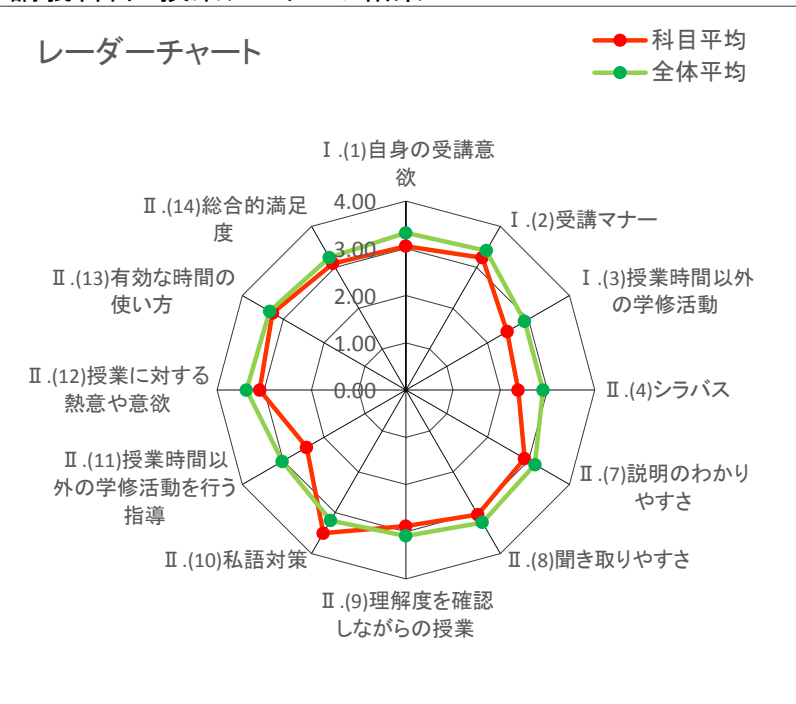 レーダーチャート
科目平均
全体平均
Ⅰ.(1)自身の受講意
欲
Ⅰ.(2)受講マナー
Ⅰ.(3)授業時間以外
の学修活動
Ⅱ.(4)シラバス
Ⅱ.(7)説明のわかり
やすさ
Ⅱ.(8)聞き取りやすさ
Ⅱ.(9)理解度を確認
しながらの授業
Ⅱ.(10)私語対策
Ⅱ.(11)授業時間以
外の学修活動を行う
指導
Ⅱ.(12)授業に対する
熱意や意欲
Ⅱ.(13)有効な時間の
使い方
Ⅱ.(14)総合的満足
度
4.00
3.00
2.00
1.00
0.00